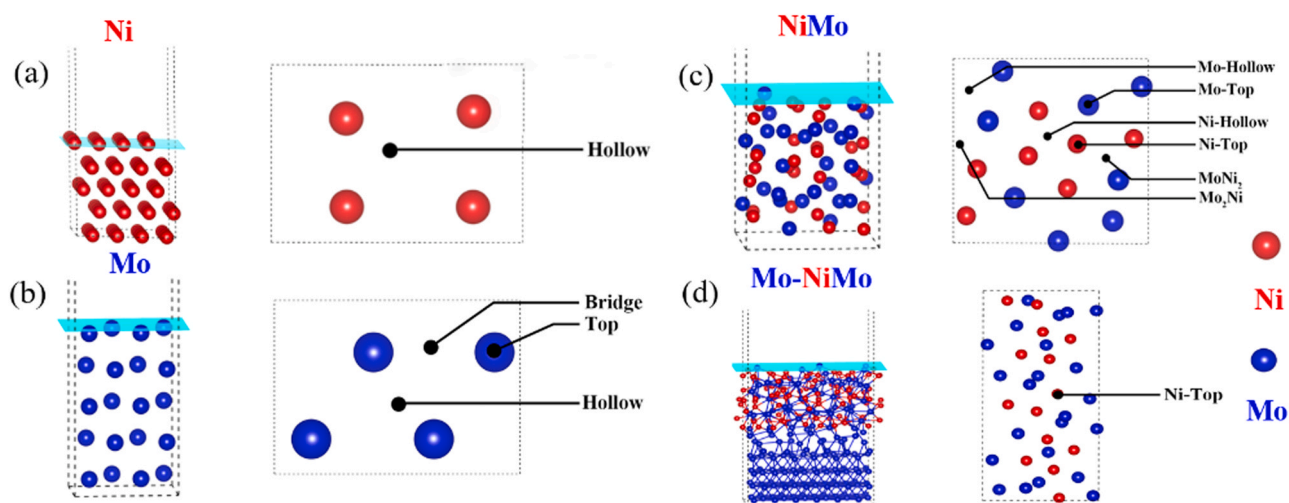 Ni
(a)
Hollow
Mo
(b)
Bridge
Top
Hollow
NiMo
(c)
Mo-Hollow
Mo-Top
Ni-Hollow
Ni-Top
MoNi₂
Mo₂Ni
Mo-NiMo
(d)
Ni-Top
Ni
Mo